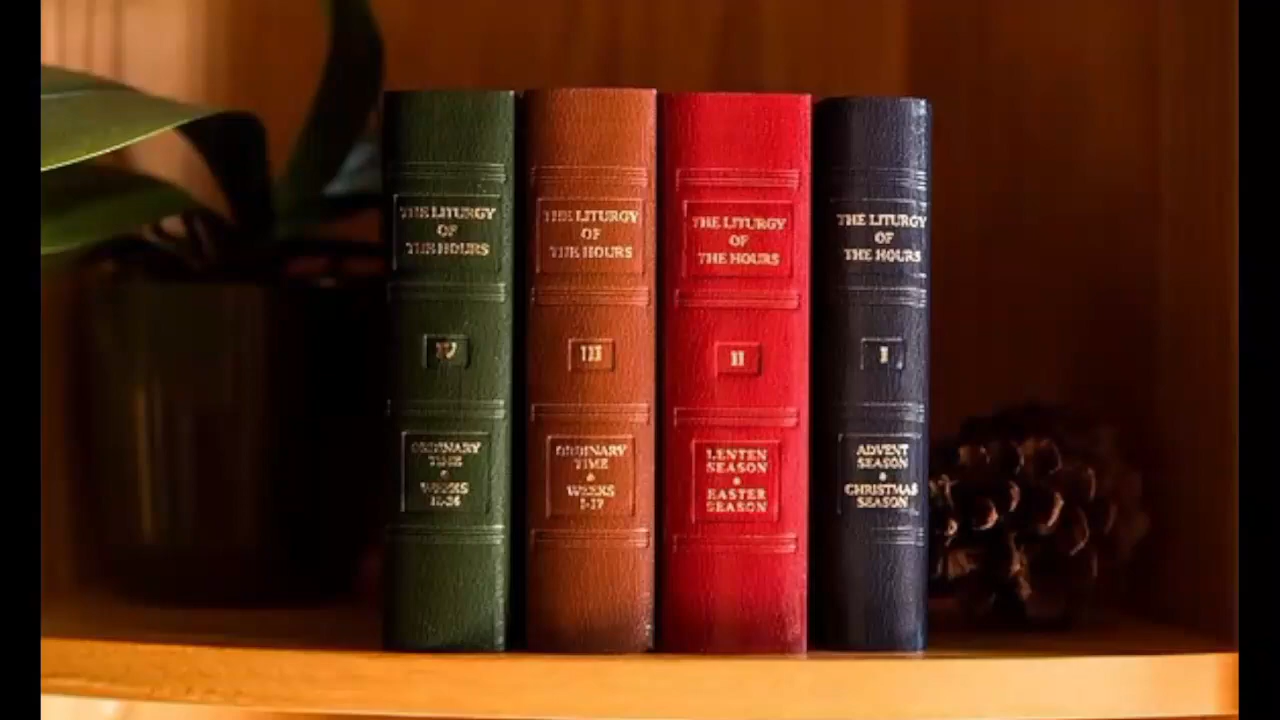 THE LITURGY
OF
THE HOURS
IV
ORDINARY
TIME
WEEKS
THE LITURGY
OF
THE HOURS
III
ORDINARY
TIME
WEEKS
1-17
THE LITURGY
OF
THE HOURS
II
LENTEN
SEASON
EASTER
SEASON
THE LITURGY
OF
THE HOURS
I
ADVENT
SEASON
CHRISTMAS
SEASON